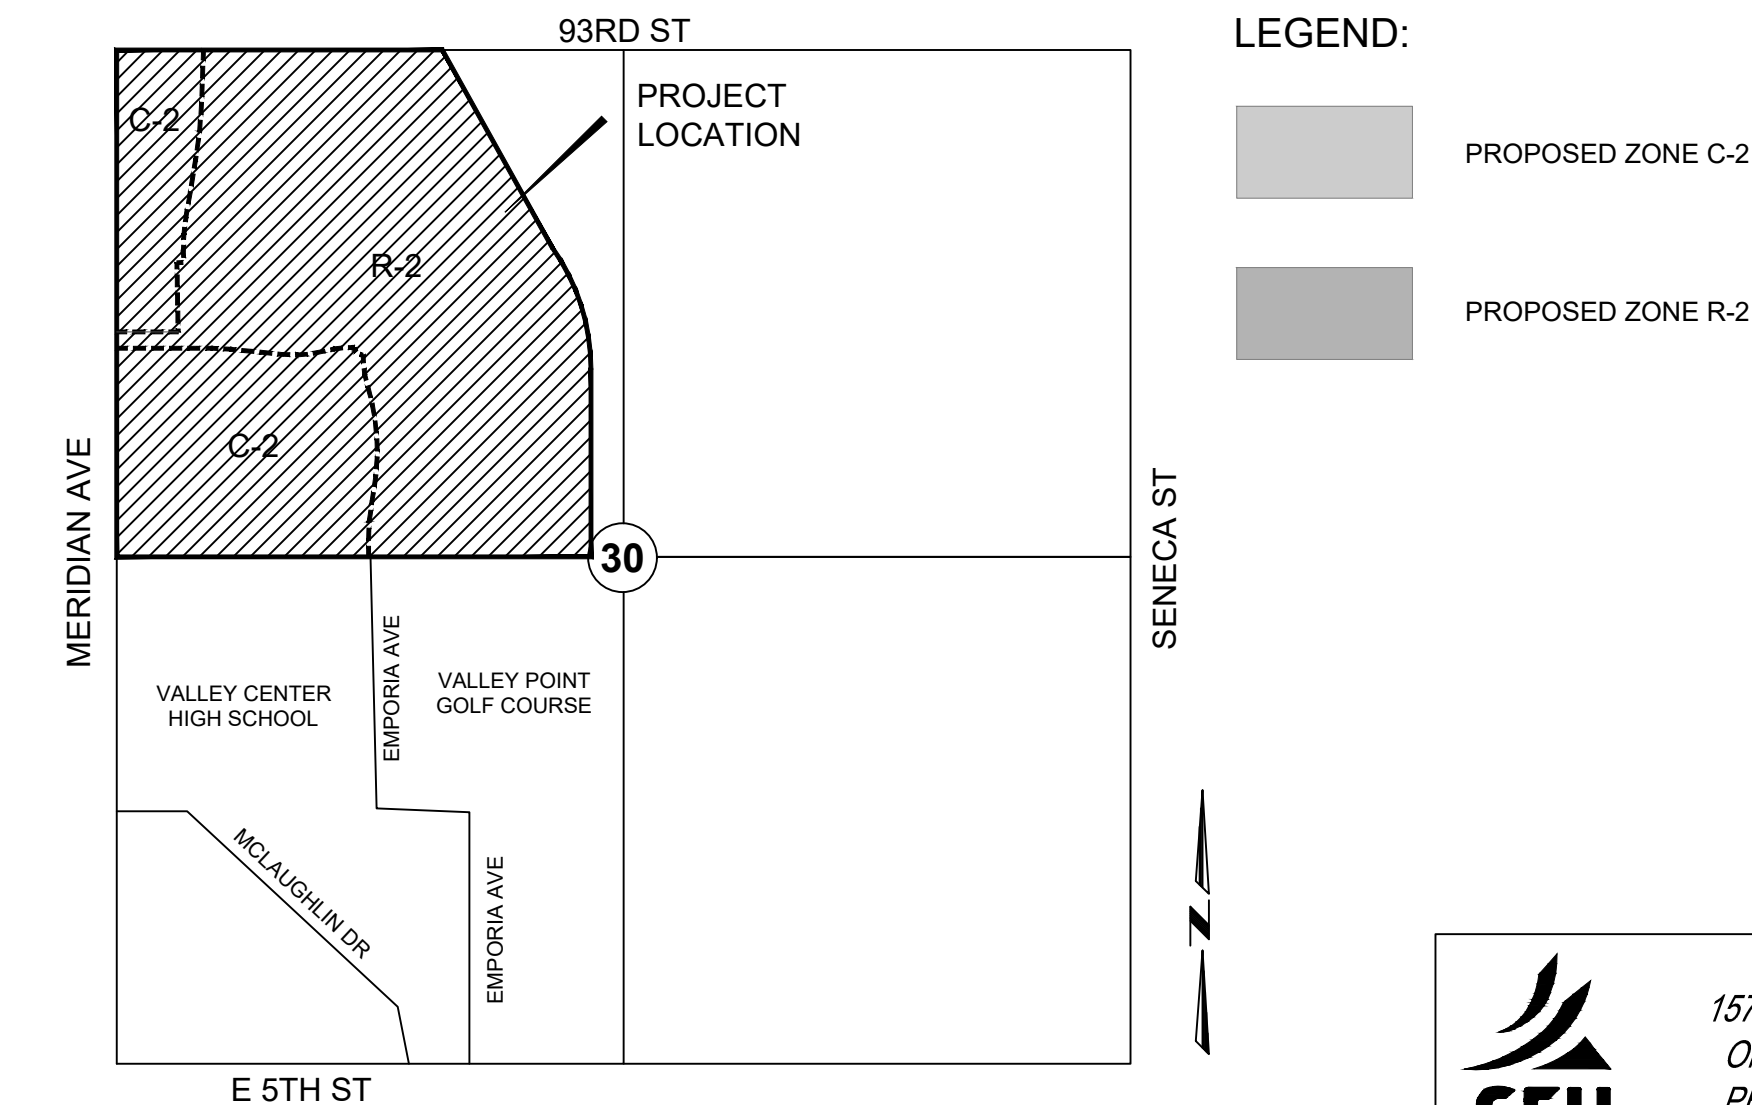 93RD ST
LEGEND:
PROJECT
LOCATION
C-2
PROPOSED ZONE C-2
R-2
PROPOSED ZONE R-2
C-2
MERIDIAN AVE
SENECA ST
30
EMPORIA AVE
VALLEY CENTER
HIGH SCHOOL
VALLEY POINT
GOLF COURSE
MCLAUGHLIN DR
EMPORIA AVE
N
E 5TH ST
157